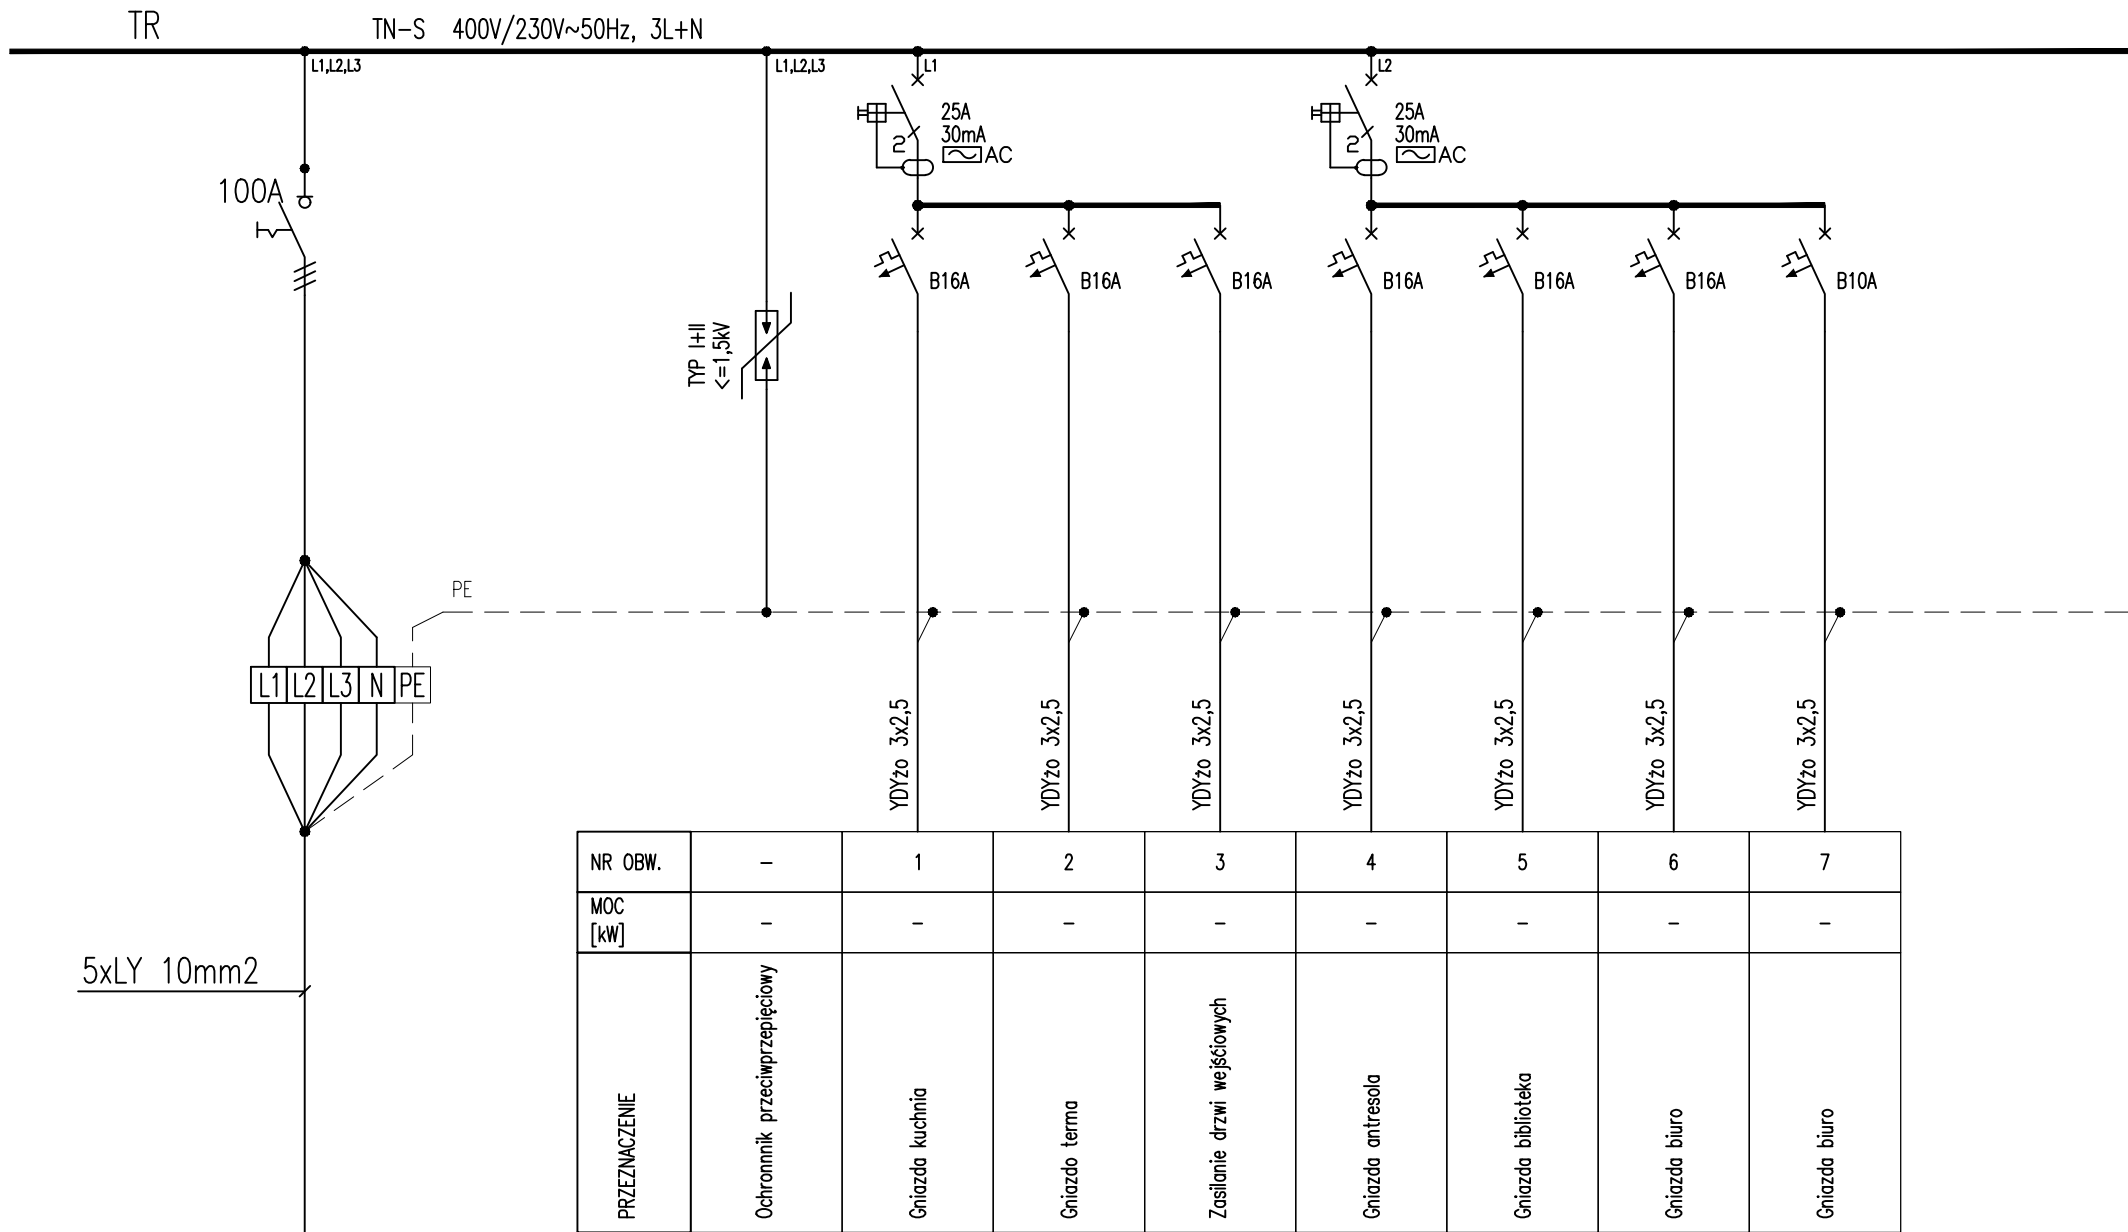 TR
TN-S 400V/230V~50Hz, 3L+N
L1,L2,L3
L1,L2,L3
L1
L2
100A
25A
30mA
AC
2
25A
30mA
AC
2
B16A
B16A
B16A
B16A
B16A
B16A
B10A
TYP I+II
<=1,5kV
PE
L1 L2 L3 N PE
YDYżo 3x2,5
YDYżo 3x2,5
YDYżo 3x2,5
YDYżo 3x2,5
YDYżo 3x2,5
YDYżo 3x2,5
YDYżo 3x2,5
5xLY 10mm2
NR OBW. - 1 2 3 4 5 6 7
MOC
[kW] - - - - - - - -
PRZEZNACZENIE
Ochronnnik przeciwprzepięciowy
Gniazda kuchnia
Gniazdo terma
Zasilanie drzwi wejśćiowych
Gniazda antresola
Gniazda biblioteka
Gniazda biuro
Gniazda biuro